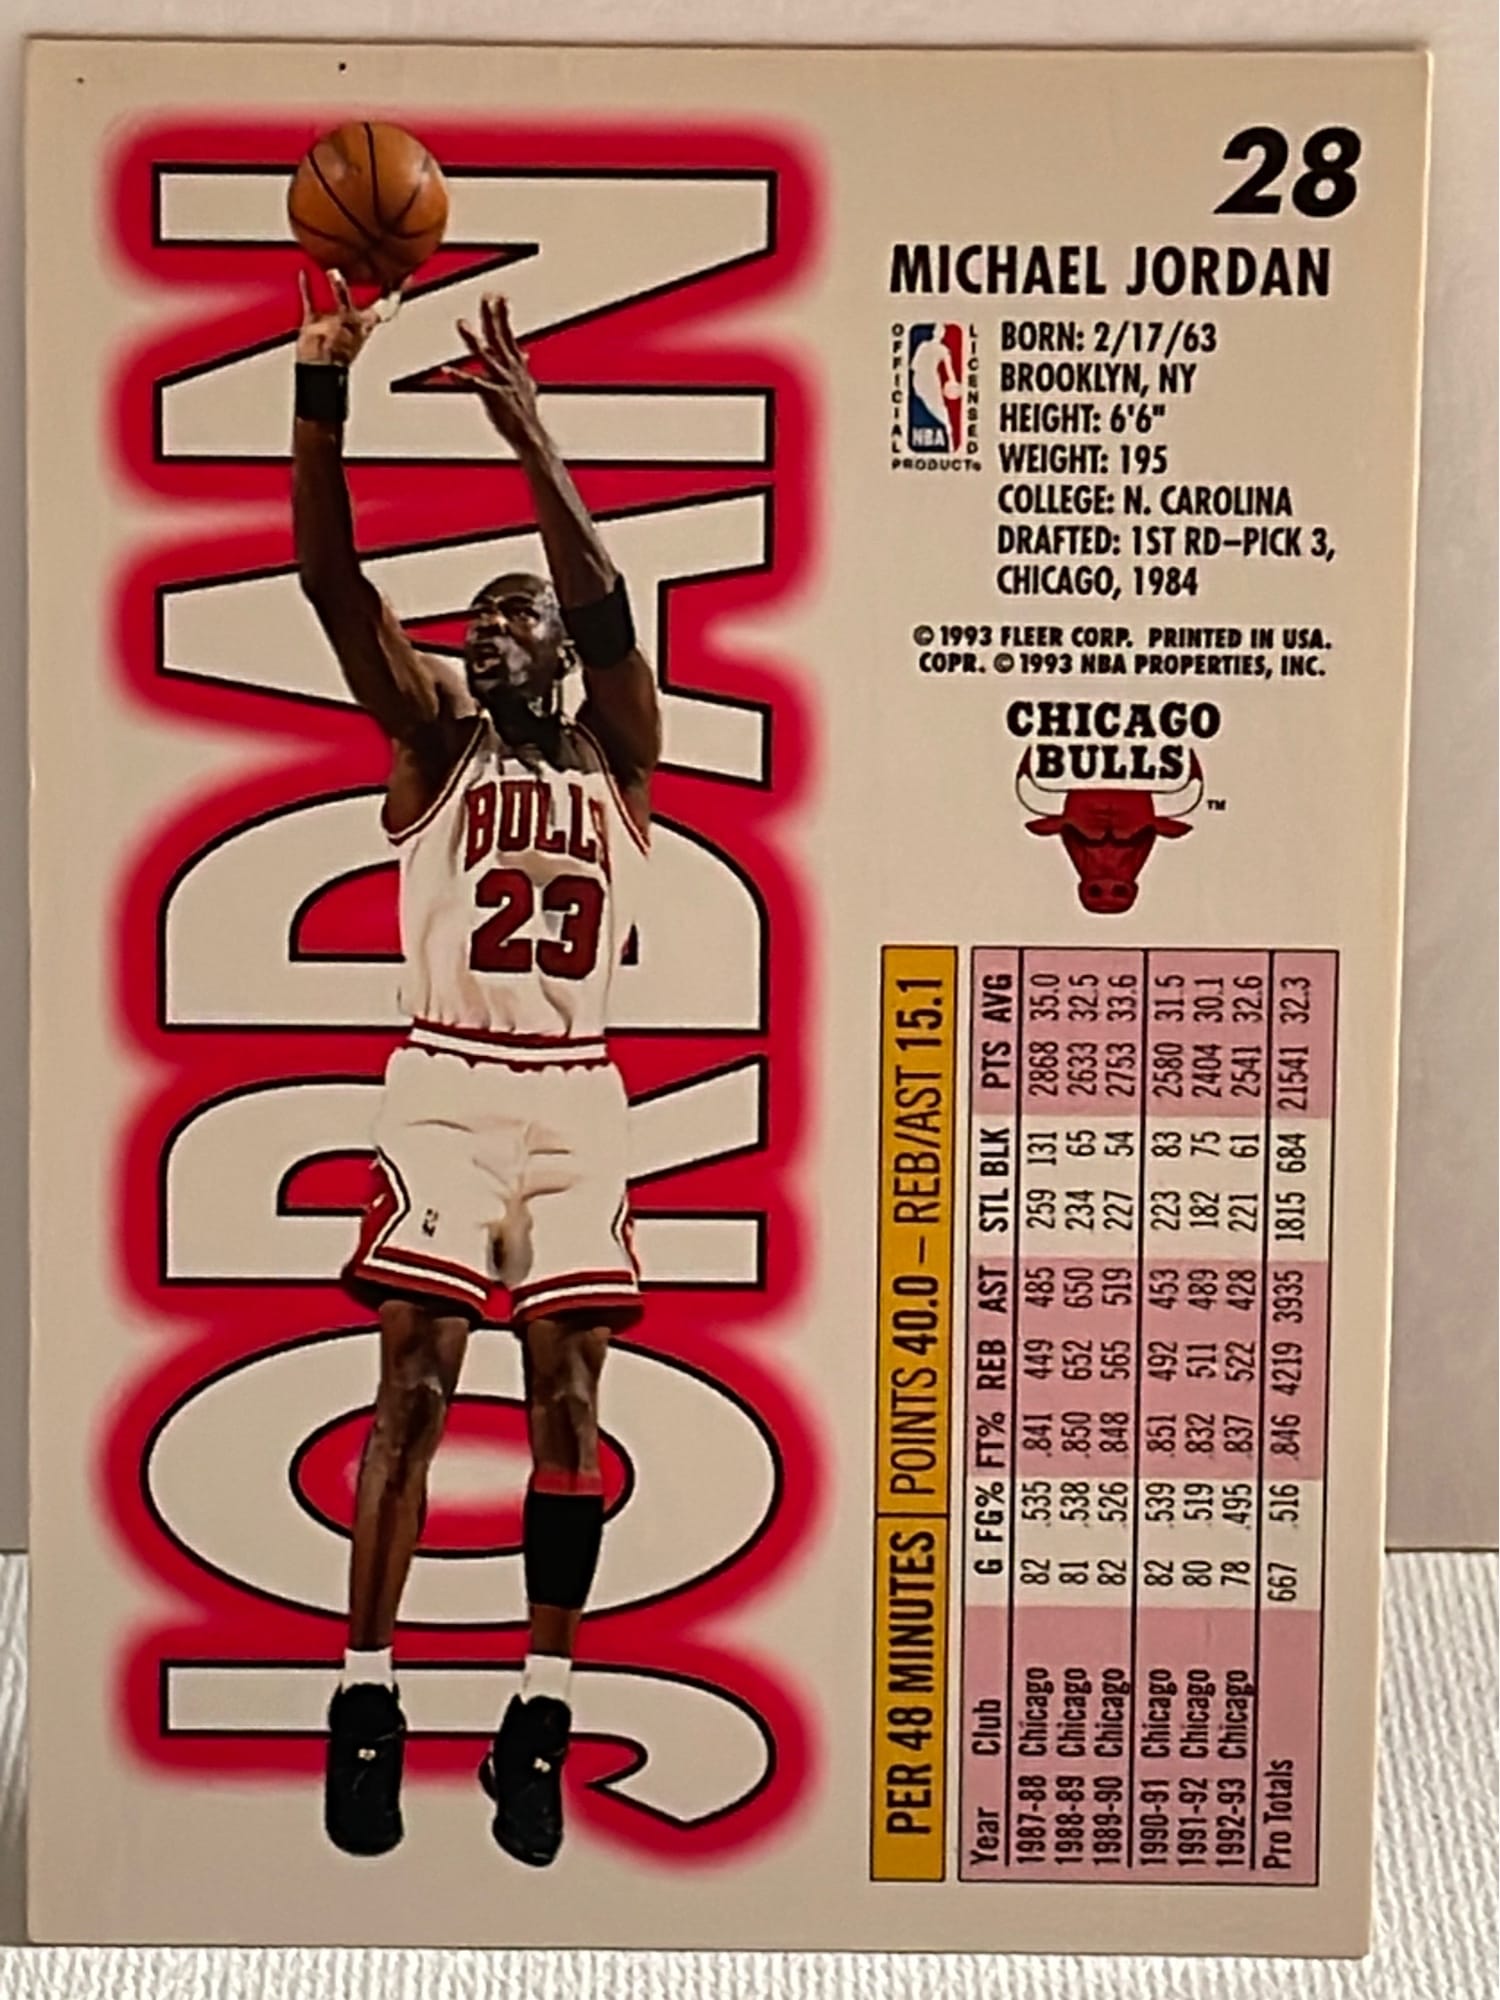 28
MICHAEL JORDAN
OFFICIAL LICENSED
NBA
PRODUCTS
BORN: 2/17/63
BROOKLYN, NY
HEIGHT: 6'6"
WEIGHT: 195
COLLEGE: N. CAROLINA
DRAFTED: 1ST RD–PICK 3,
CHICAGO, 1984
© 1993 FLEER CORP. PRINTED IN USA.
COPR. © 1993 NBA PROPERTIES, INC.
CHICAGO
BULLS
TM
JORDAN
BULLS
23
PER 48 MINUTES POINTS 40.0 – REB/AST 15.1
Year Club G FG% FT% REB AST STL BLK PTS AVG
1987-88 Chicago 82 .535 .841 449 485 259 131 2868 35.0
1988-89 Chicago 81 .538 .850 652 650 234 65 2633 32.5
1989-90 Chicago 82 .526 .848 565 519 227 54 2753 33.6
1990-91 Chicago 82 .539 .851 492 453 223 83 2580 31.5
1991-92 Chicago 80 .519 .832 511 489 182 75 2404 30.1
1992-93 Chicago 78 .495 .837 522 428 221 61 2541 32.6
Pro Totals 667 .516 .846 4219 3935 1815 684 21541 32.3